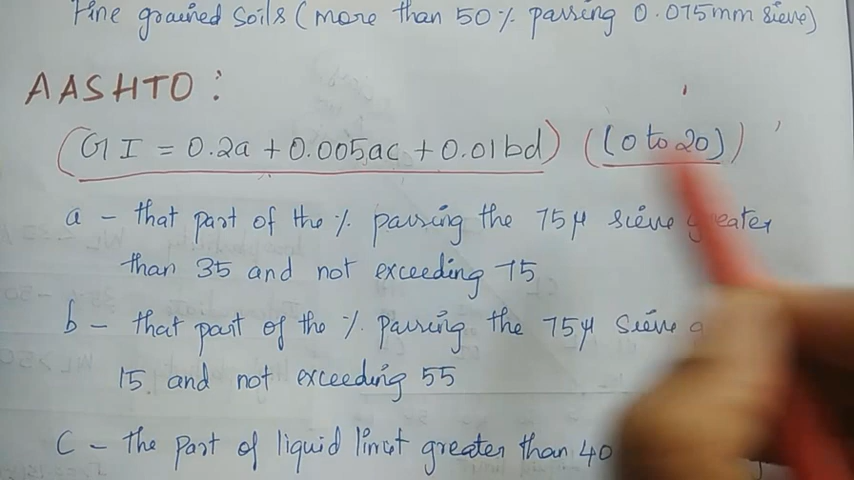 Fine grained soils (more than 50% passing 0.075mm sieve)
AASHTO:
(GI = 0.2a + 0.005ac + 0.01bd) ((0 to 20))
a - that part of the % passing the 75μ sieve greater
than 35 and not exceeding 75
b - that part of the % passing the 75μ sieve
15 and not exceeding 55
c - the part of liquid limit greater than 40